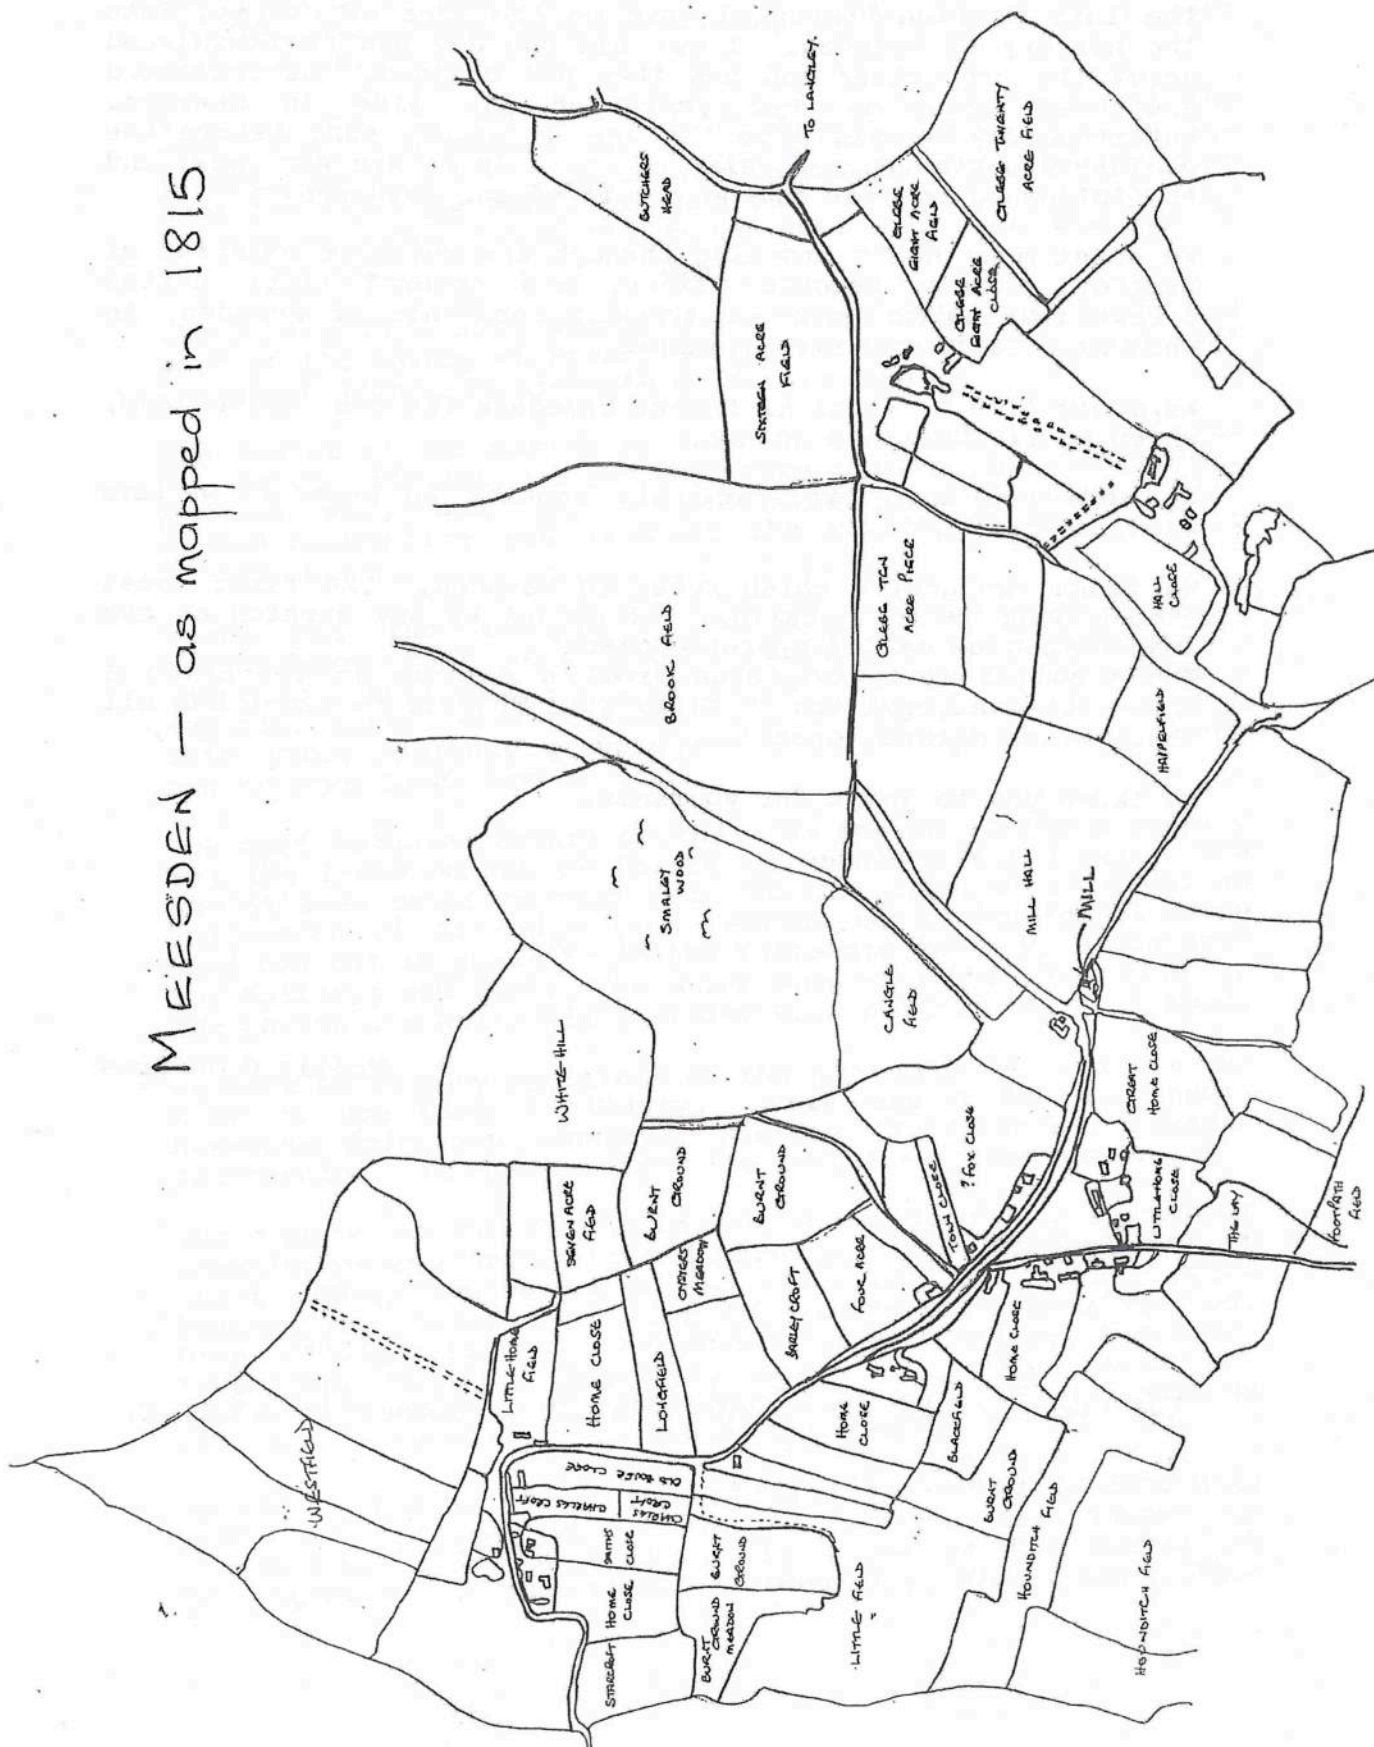 MEESDEN — as mapped in 1815
TO LANGLEY.
BUTCHERS
HEAD
SIXTEEN ACRE
FIELD
GLEBE
EIGHT ACRE
FIELD
GLEBE TWENTY
ACRE FIELD
GLEBE
EIGHT ACRE
CLOSE
BROOK FIELD
GLEBE TEN
ACRE PIECE
HALL
CLOSE
SMALEY
WOOD
MILL HALL
MILL
WHITE HILL
CANGLE
FIELD
GREAT
HOME CLOSE
SEVEN ACRE
FIELD
BURNT
GROUND
BURNT
GROUND
MEADOW
TOWN CLOSE
? FOX CLOSE
LITTLE HOME
CLOSE
THE LAY
FOOTPATH
FIELD
FOUR ACRE
BARLEY CROFT
WESTFIELD
LITTLE HOME
FIELD
HOME CLOSE
LONGFIELD
HOME CLOSE
HOME
CLOSE
BLACKFIELD
OLD HOUSE CLOSE
CHARLES CROFT
CHARLES
CROFT
SMITHS
CLOSE
BURNT
GROUND
BURNT
GROUND
HOUNDITCH FIELD
HOME
CLOSE
BURNT
GROUND
MEADOW
LITTLE FIELD
STARCROFT
HOUNDITCH FIELD